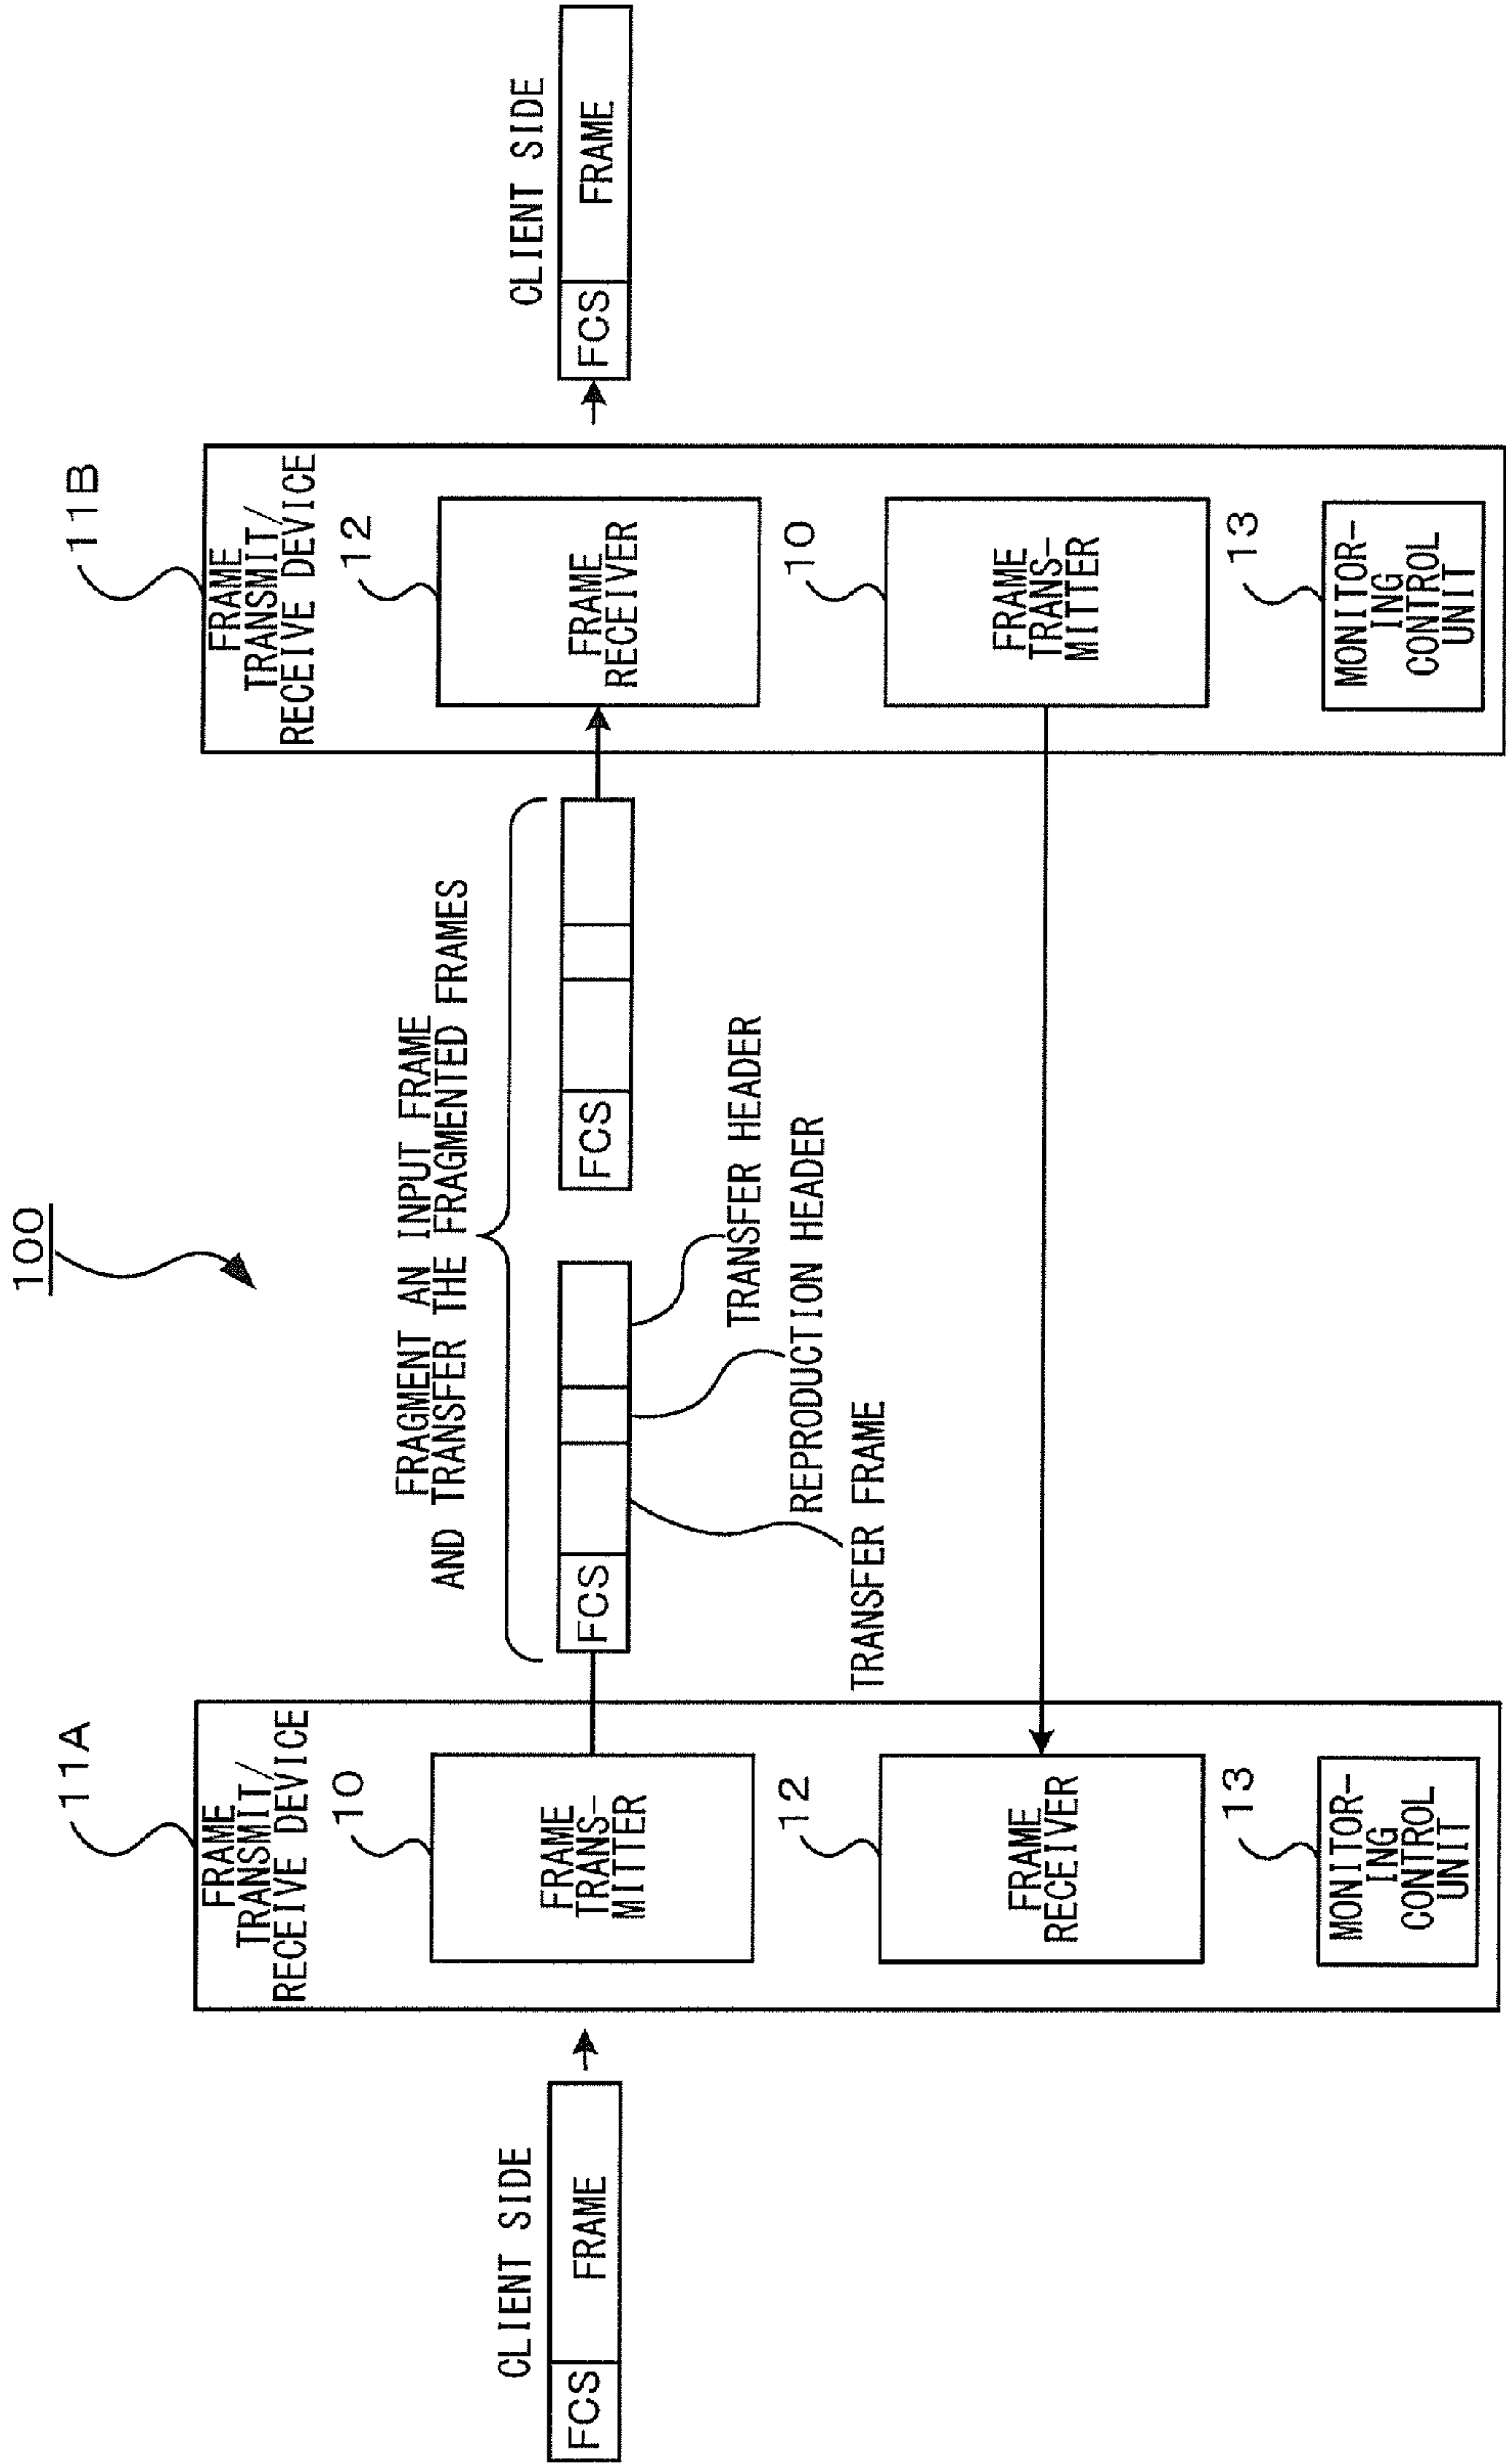 100
11A
FRAME
TRANSMIT/
RECEIVE DEVICE
10
FRAME
TRANS-
MITTER
12
FRAME
RECEIVER
13
MONITOR-
ING
CONTROL
UNIT
CLIENT SIDE
FCS
FRAME
FRAGMENT AN INPUT FRAME
AND TRANSFER THE FRAGMENTED FRAMES
FCS
FCS
TRANSFER HEADER
REPRODUCTION HEADER
TRANSFER FRAME
11B
FRAME
TRANSMIT/
RECEIVE DEVICE
12
FRAME
RECEIVER
10
FRAME
TRANS-
MITTER
13
MONITOR-
ING
CONTROL
UNIT
CLIENT SIDE
FCS
FRAME